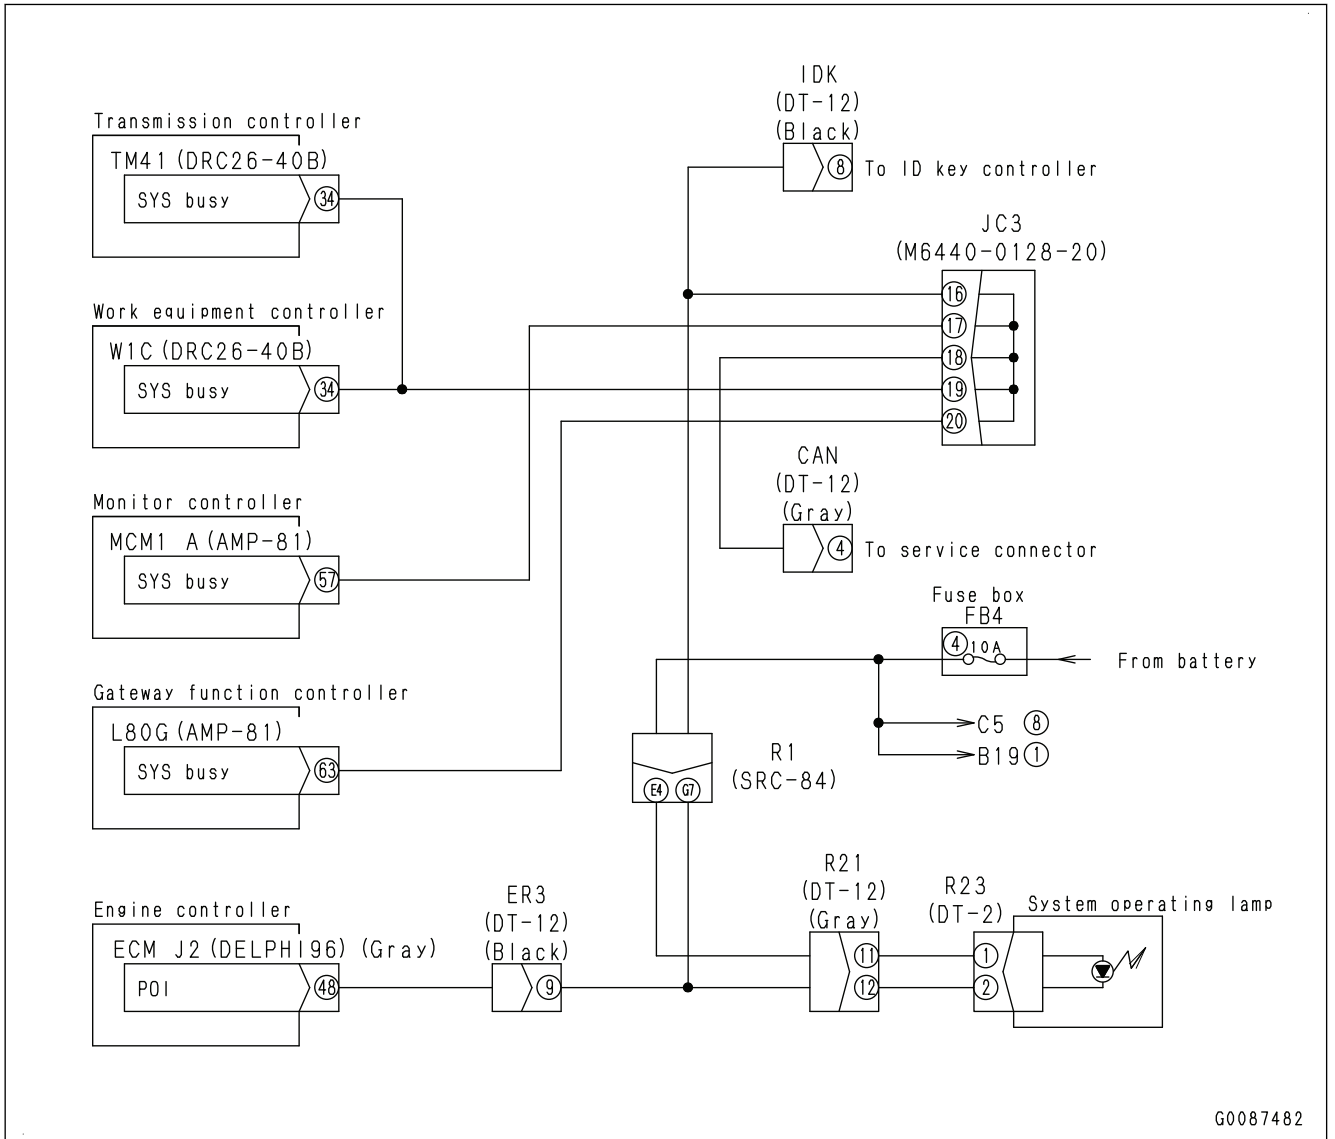 IDK
(DT-12)
(Black)
8 To ID key controller
Transmission controller
TM41 (DRC26-40B)
SYS busy 34
JC3
(M6440-0128-20)
16
17
18
19
20
Work equipment controller
W1C (DRC26-40B)
SYS busy 34
CAN
(DT-12)
(Gray)
4 To service connector
Monitor controller
MCM1 A (AMP-81)
SYS busy 57
Fuse box
FB4
4 10A
From battery
C5 8
B19 1
Gateway function controller
L80G (AMP-81)
SYS busy 63
R1
(SRC-84)
E4 G7
Engine controller
ECM J2 (DELPHI96) (Gray)
POI 48
ER3
(DT-12)
(Black)
9
R21
(DT-12)
(Gray)
11
12
R23
(DT-2)
1
2
System operating lamp
G0087482